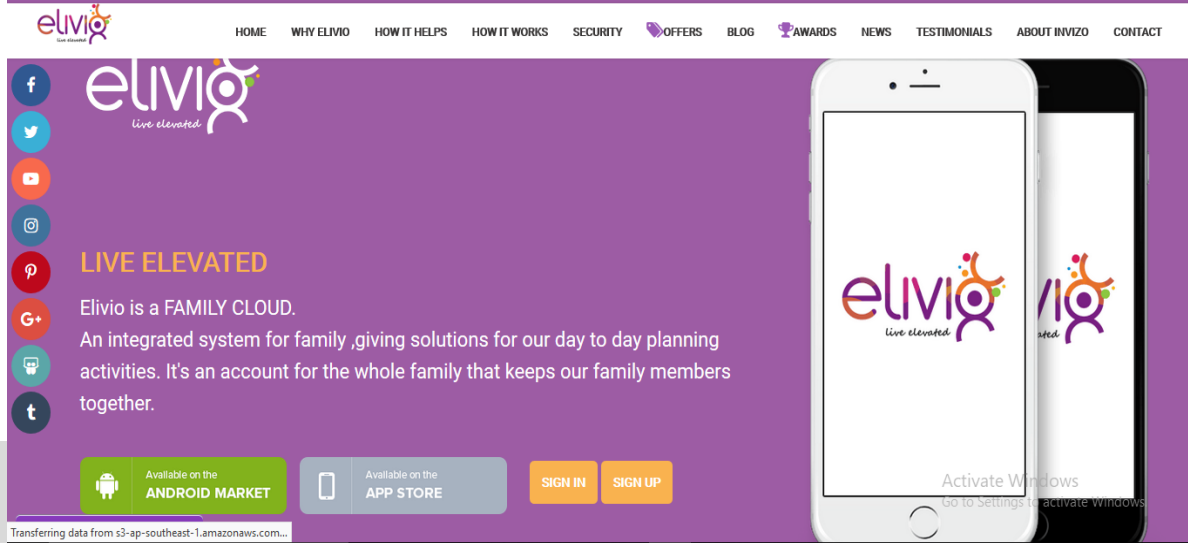 elivio
live elevated
HOME WHY ELIVIO HOW IT HELPS HOW IT WORKS SECURITY OFFERS BLOG AWARDS NEWS TESTIMONIALS ABOUT INVIZO CONTACT
elivio
live elevated
LIVE ELEVATED
Elivio is a FAMILY CLOUD.
An integrated system for family ,giving solutions for our day to day planning
activities. It's an account for the whole family that keeps our family members
together.
Available on the
ANDROID MARKET
Available on the
APP STORE
SIGN IN
SIGN UP
elivio
live elevated
vio
ated
Activate Windows
Go to Settings to activate Windows.
Transferring data from s3-ap-southeast-1.amazonaws.com...